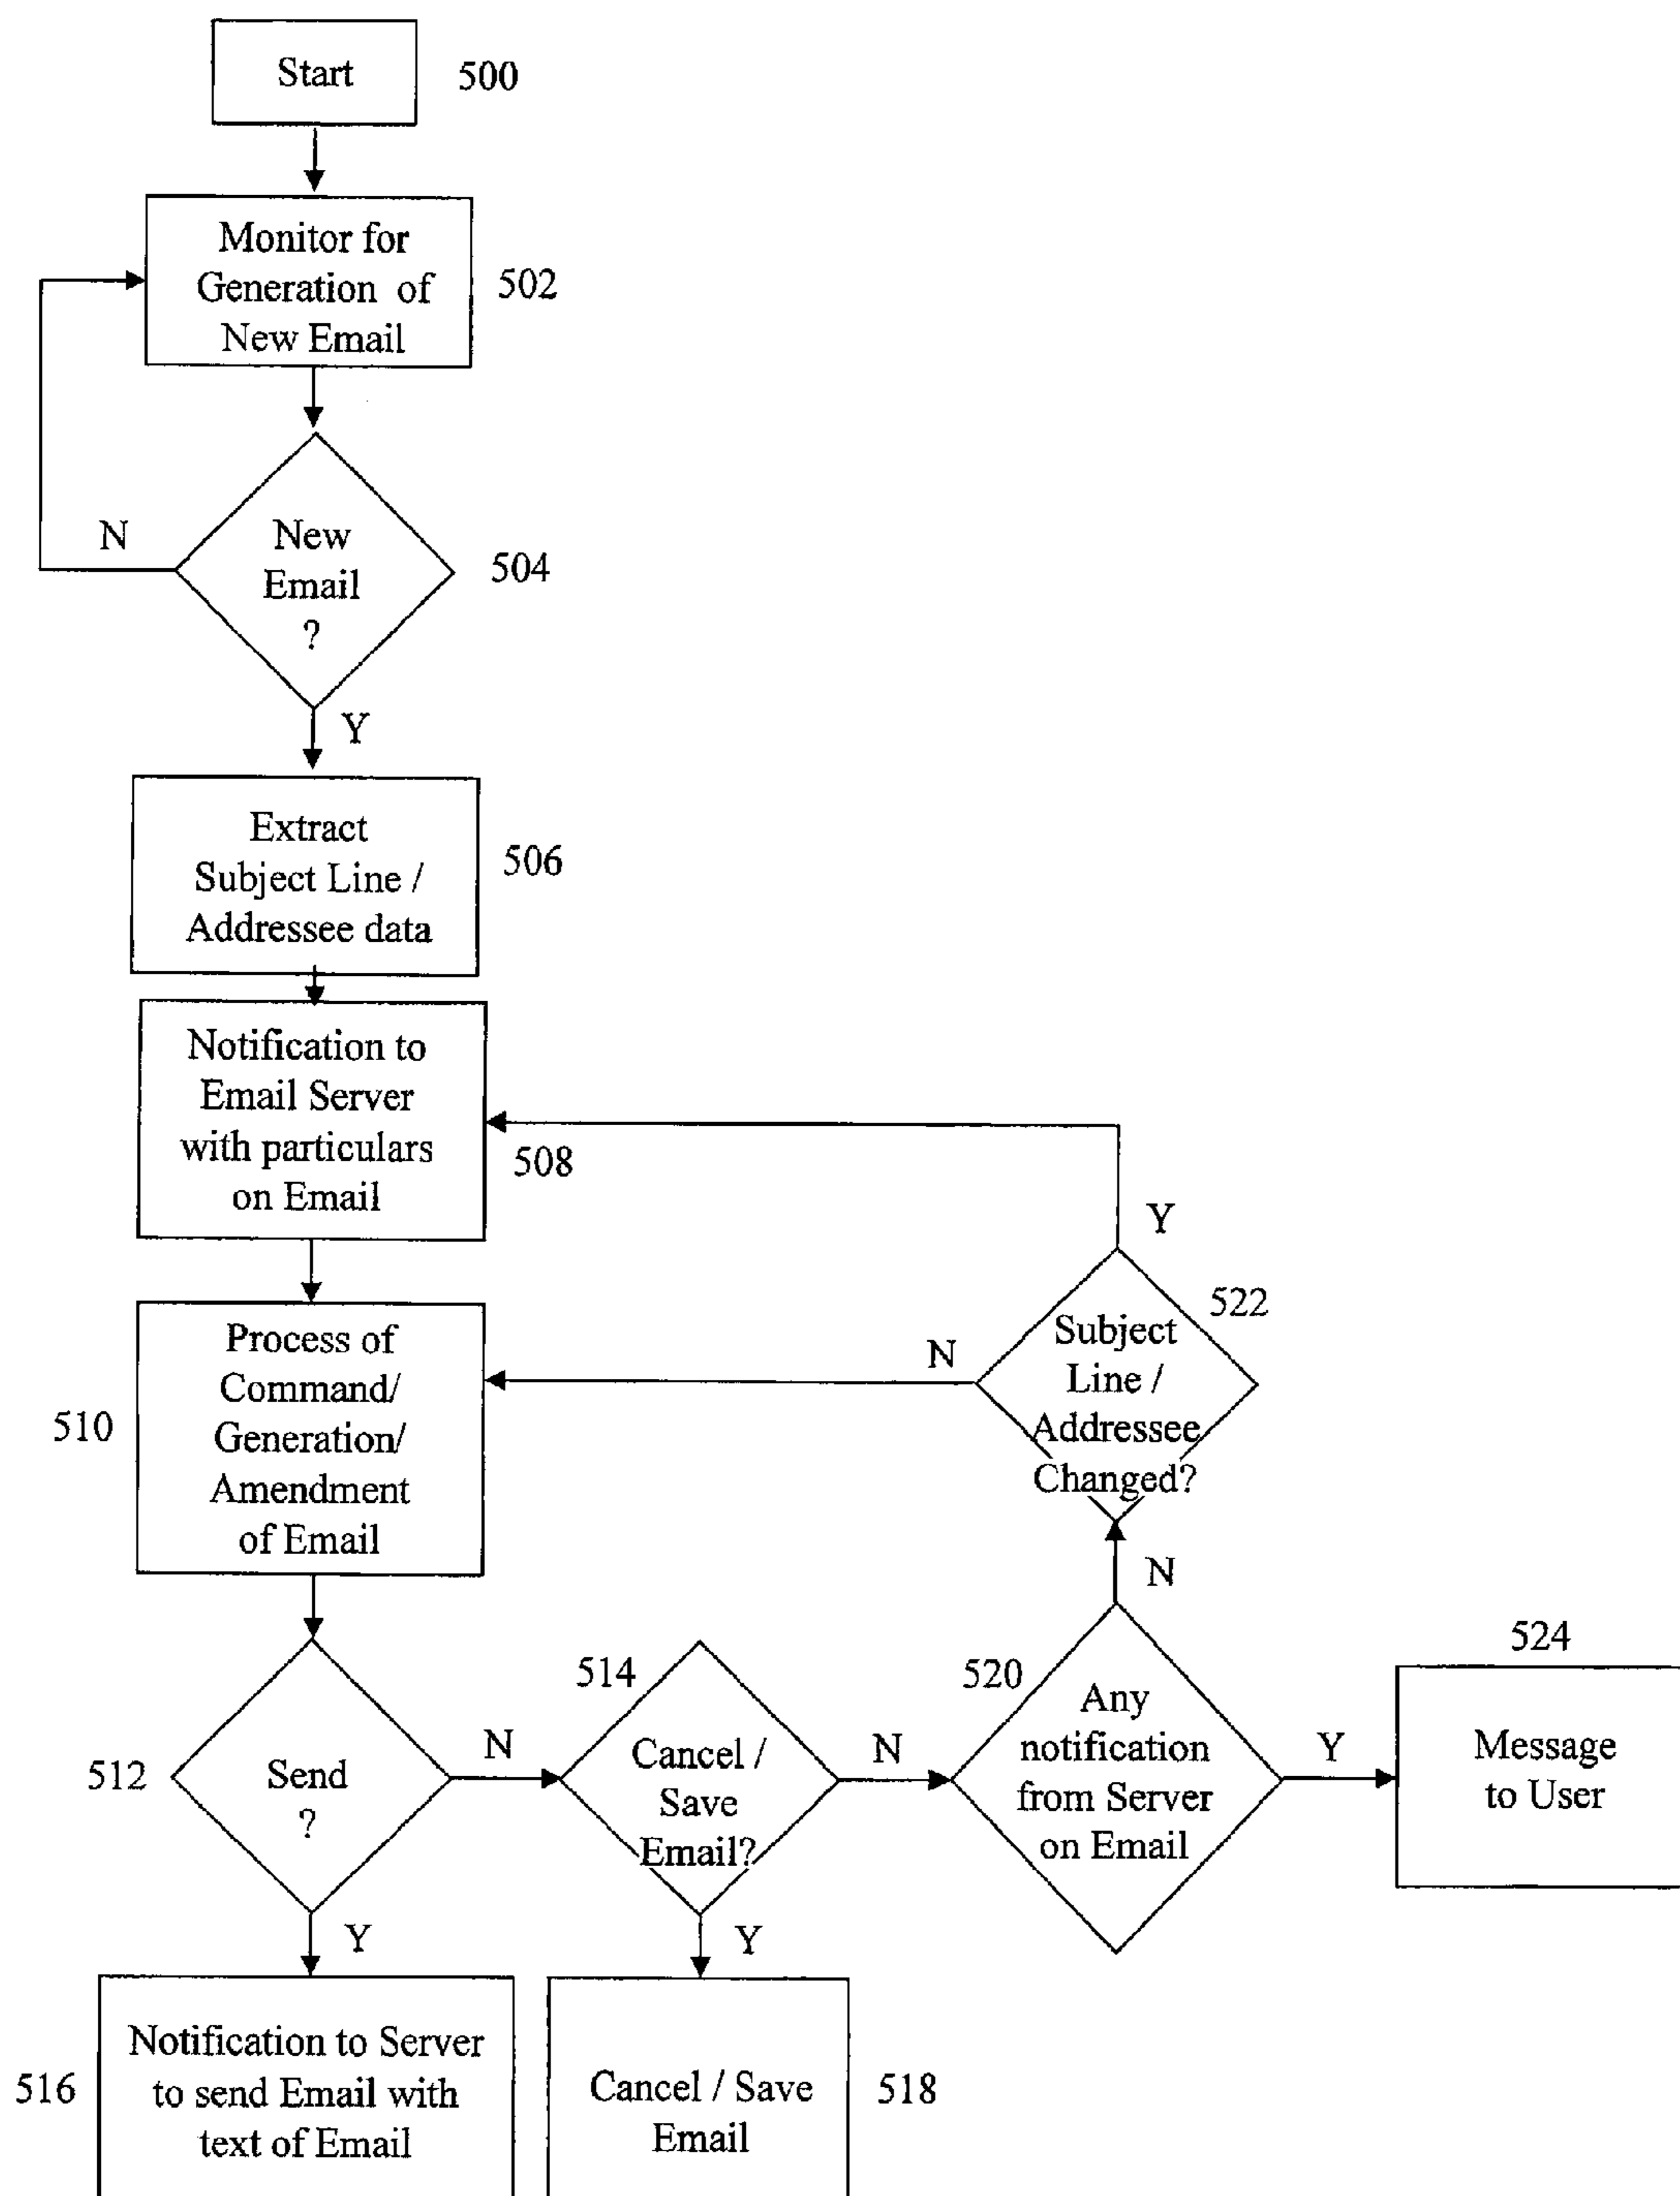 Start
500
Monitor for
Generation of
New Email
502
New
Email
?
504
N
Y
Extract
Subject Line /
Addressee data
506
Notification to
Email Server
with particulars
on Email
508
Process of
Command/
Generation/
Amendment
of Email
510
Y
522
Subject
Line /
Addressee
Changed?
N
N
Send
?
512
N
Y
514
Cancel /
Save
Email?
N
Y
520
Any
notification
from Server
on Email
Y
524
Message
to User
Notification to Server
to send Email with
text of Email
516
Cancel / Save
Email
518